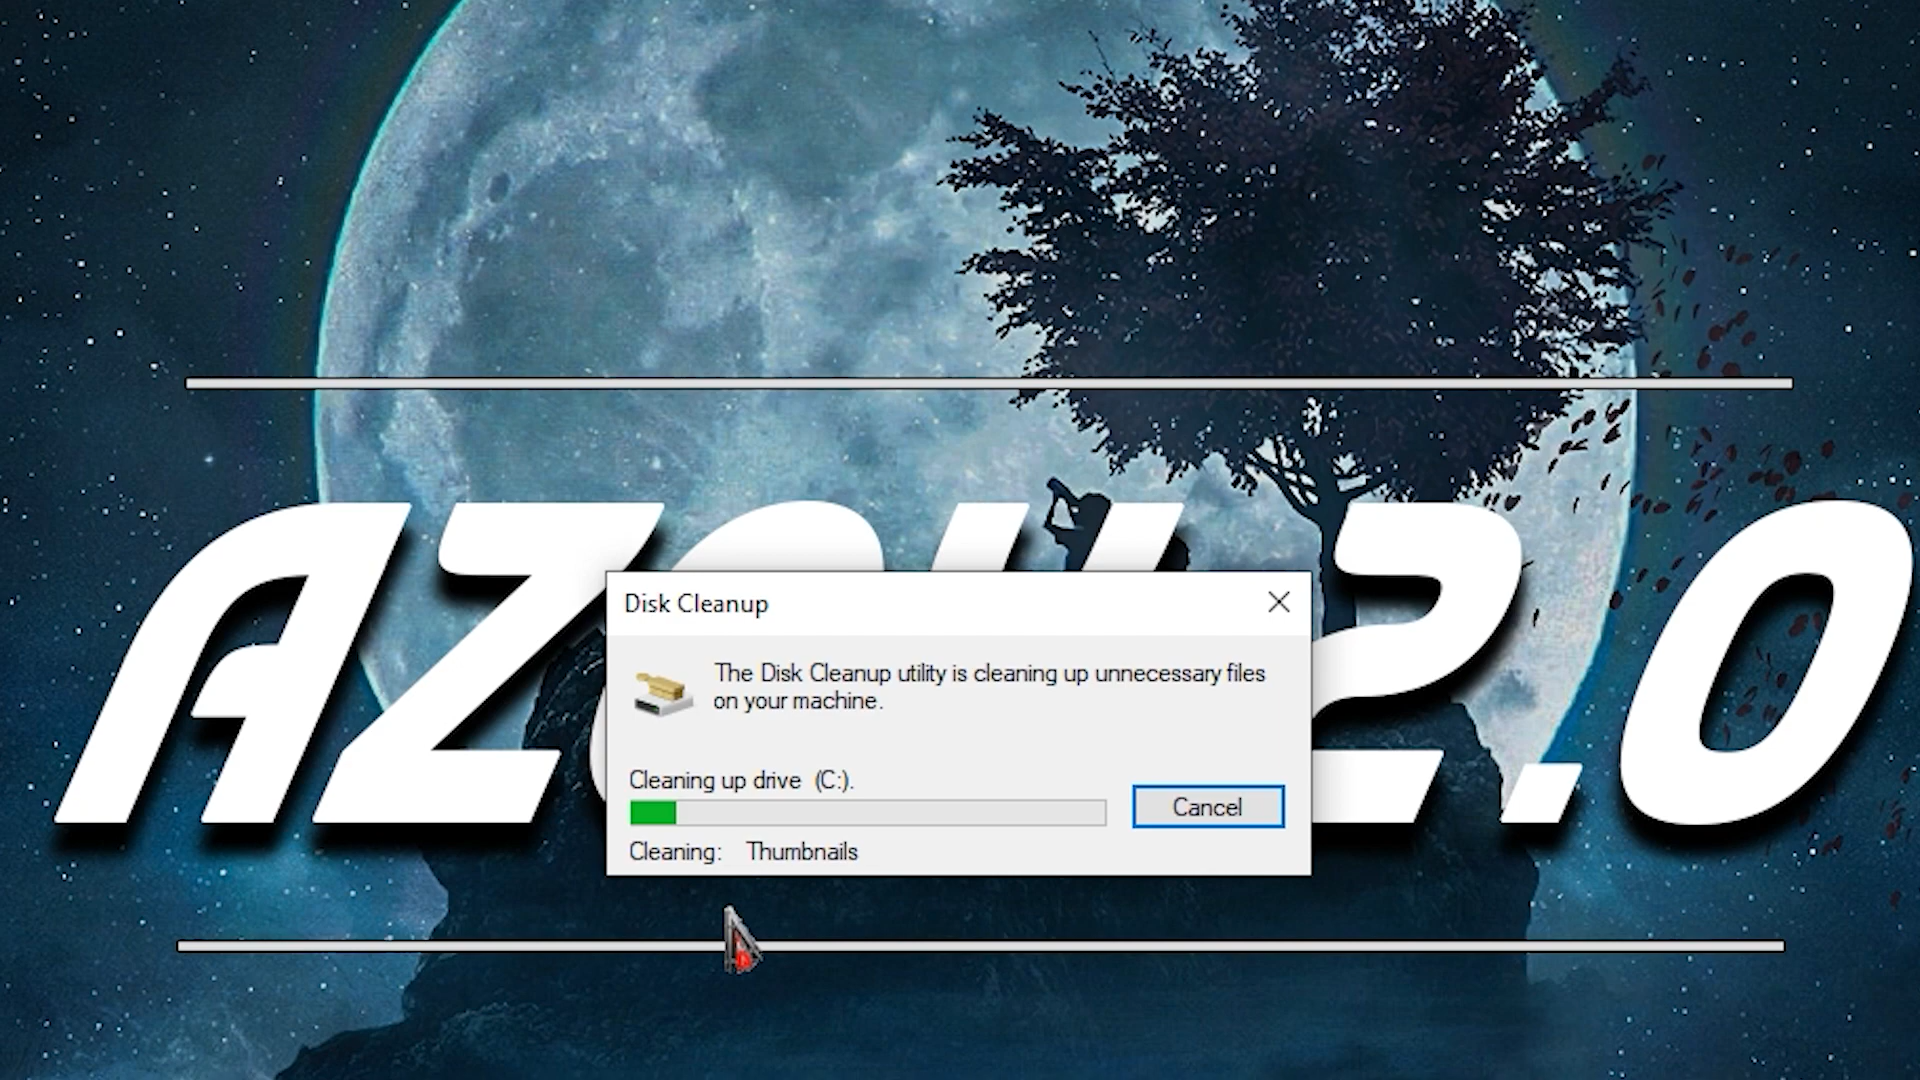 2.0
Disk Cleanup
The Disk Cleanup utility is cleaning up unnecessary files
on your machine.
Cleaning up drive (C:).
Cancel
Cleaning: Thumbnails